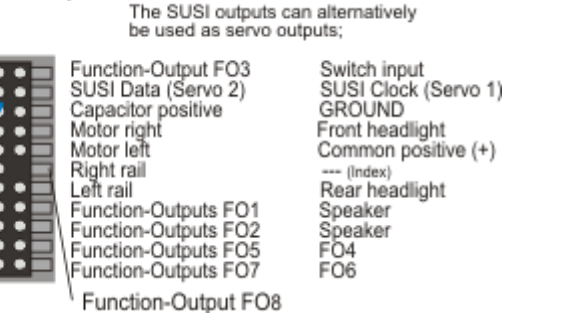 The SUSI outputs can alternatively
be used as servo outputs;
Function-Output FO3 Switch input
SUSI Data (Servo 2) SUSI Clock (Servo 1)
Capacitor positive GROUND
Motor right Front headlight
Motor left Common positive (+)
Right rail --- (Index)
Left rail Rear headlight
Function-Outputs FO1 Speaker
Function-Outputs FO2 Speaker
Function-Outputs FO5 FO4
Function-Outputs FO7 FO6
Function-Output FO8